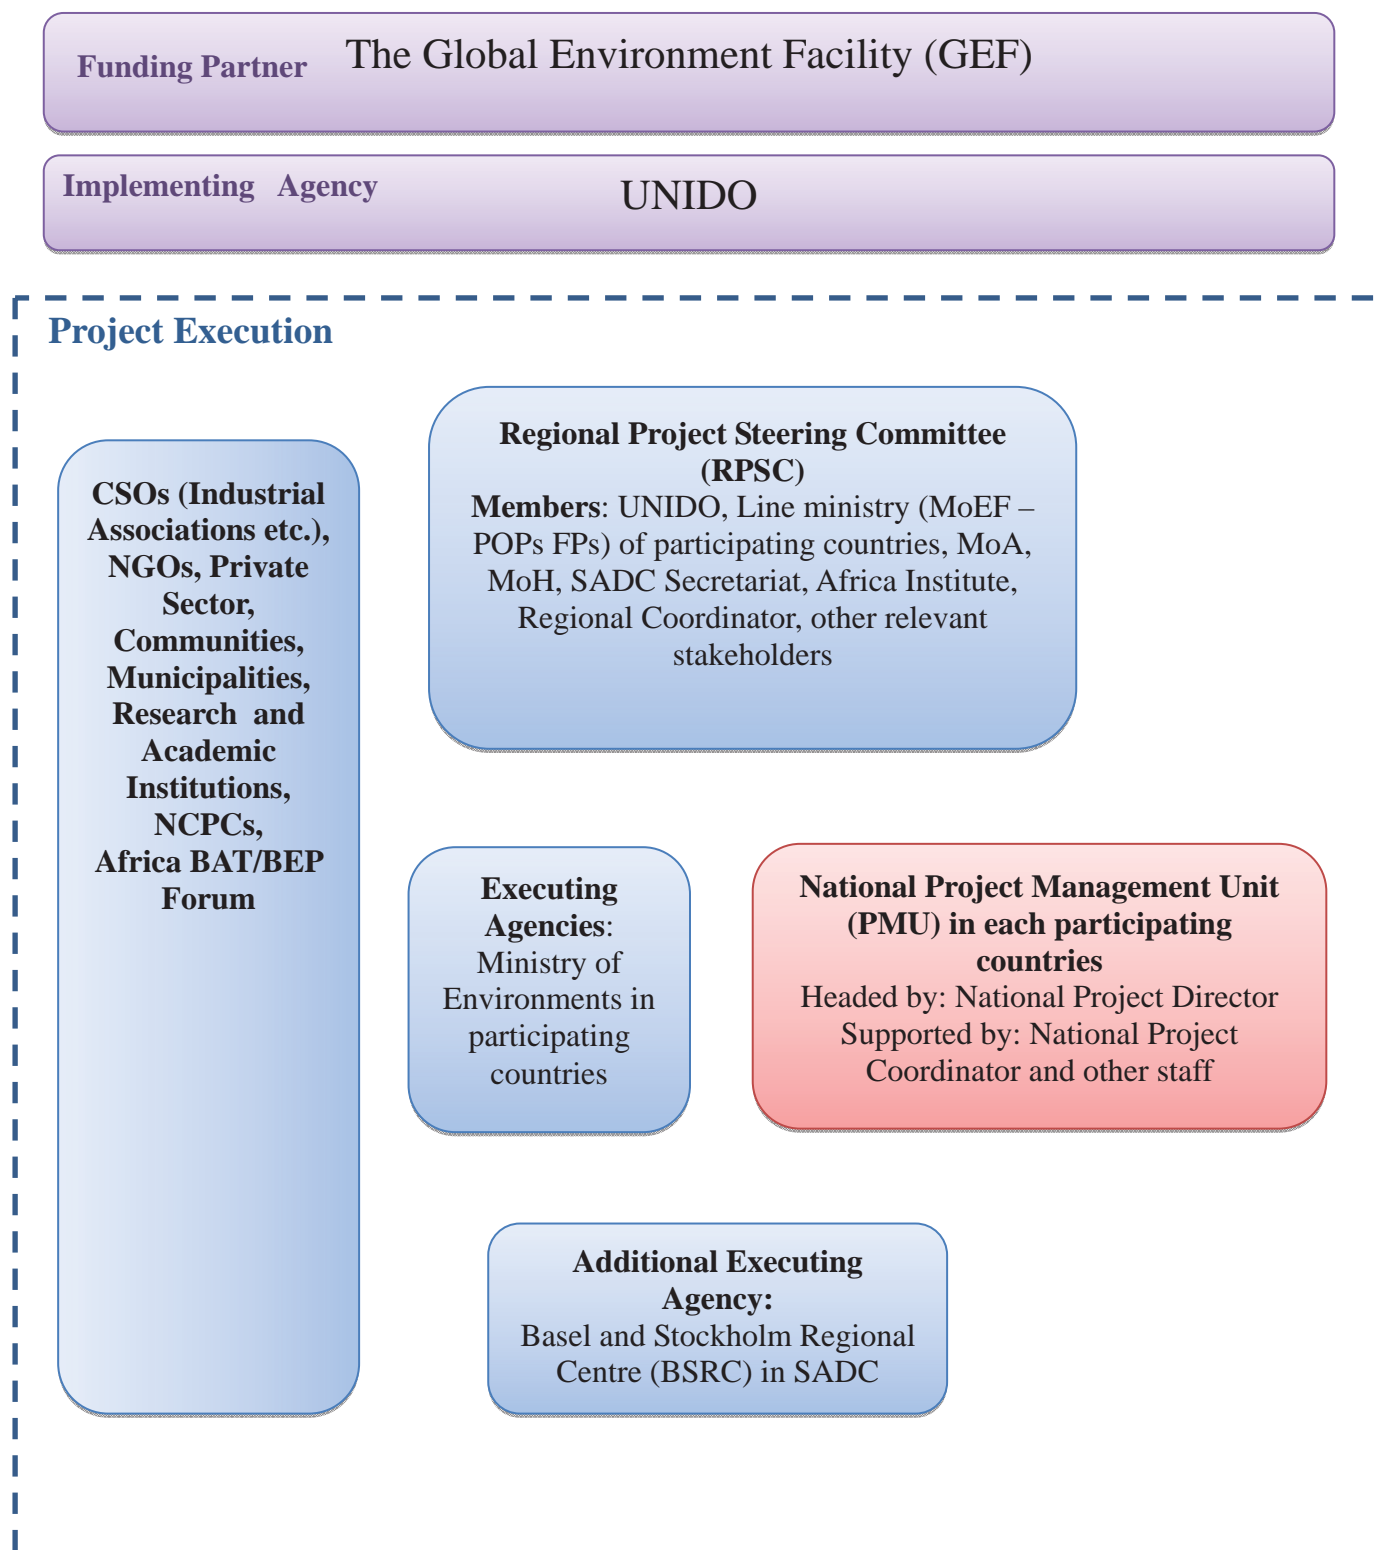 Funding Partner The Global Environment Facility (GEF)
Implementing Agency UNIDO
Project Execution
CSOs (Industrial
Associations etc.),
NGOs, Private
Sector,
Communities,
Municipalities,
Research and
Academic
Institutions,
NCPCs,
Africa BAT/BEP
Forum
Regional Project Steering Committee
(RPSC)
Members: UNIDO, Line ministry (MoEF –
POPs FPs) of participating countries, MoA,
MoH, SADC Secretariat, Africa Institute,
Regional Coordinator, other relevant
stakeholders
Executing
Agencies:
Ministry of
Environments in
participating
countries
National Project Management Unit
(PMU) in each participating
countries
Headed by: National Project Director
Supported by: National Project
Coordinator and other staff
Additional Executing
Agency:
Basel and Stockholm Regional
Centre (BSRC) in SADC